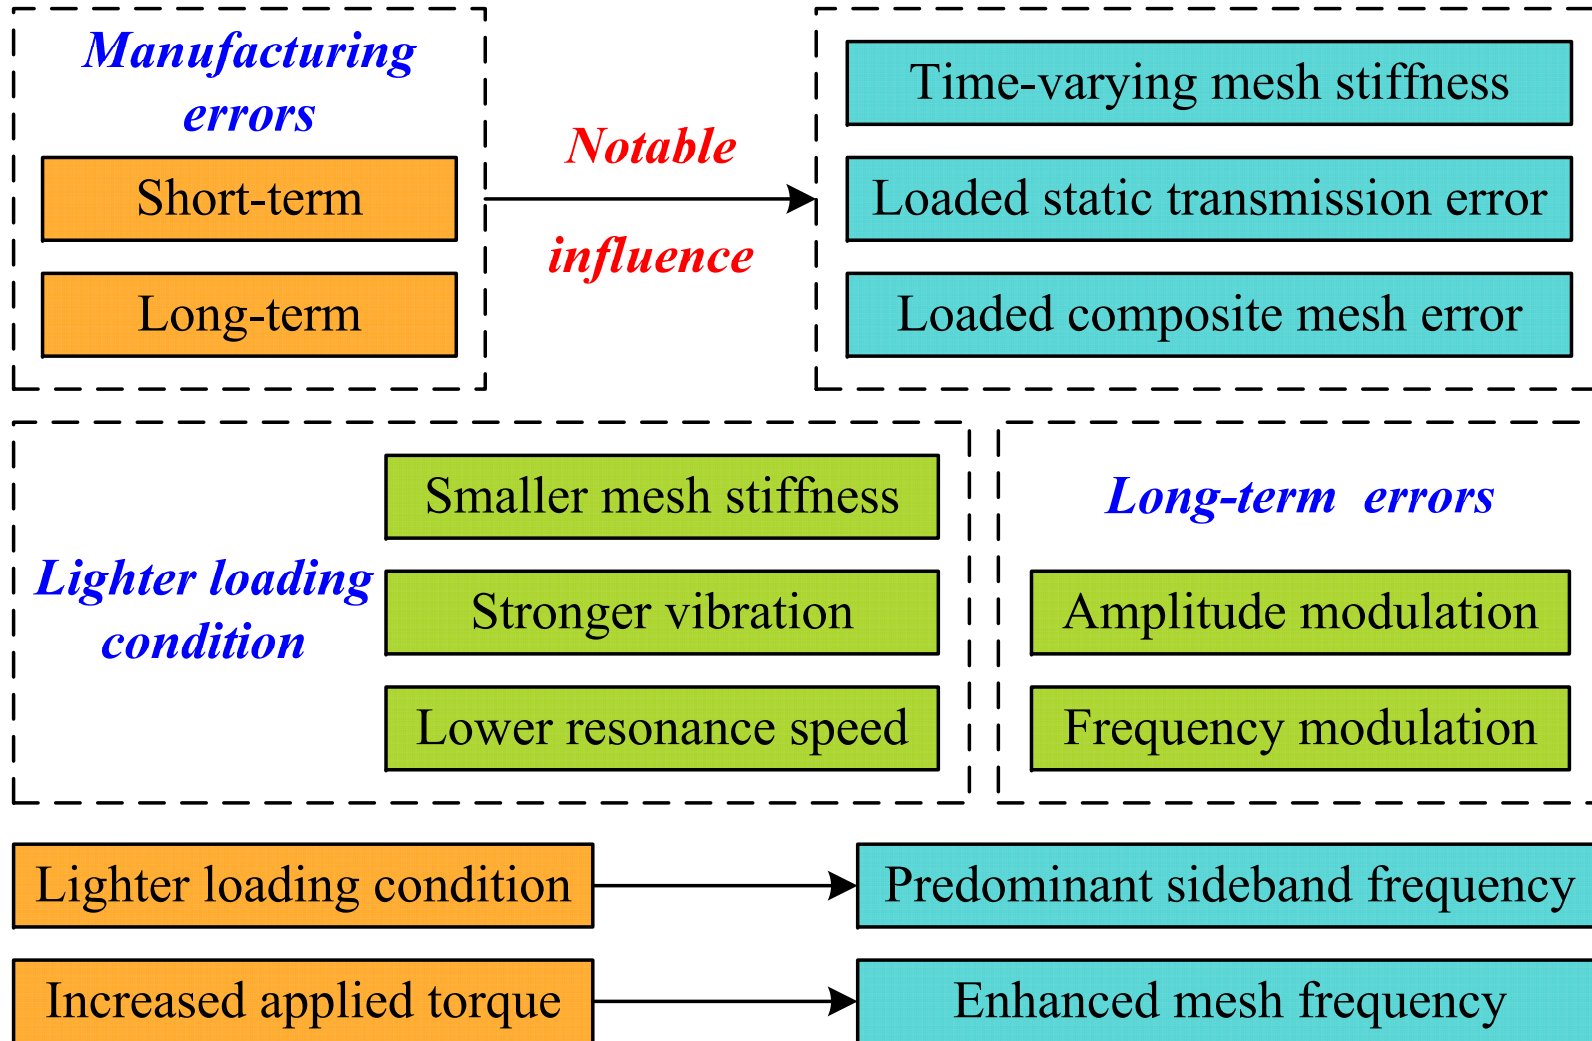 Manufacturing
errors
Short-term
Long-term
Notable
influence
Time-varying mesh stiffness
Loaded static transmission error
Loaded composite mesh error
Lighter loading
condition
Smaller mesh stiffness
Stronger vibration
Lower resonance speed
Long-term errors
Amplitude modulation
Frequency modulation
Lighter loading condition
Predominant sideband frequency
Increased applied torque
Enhanced mesh frequency